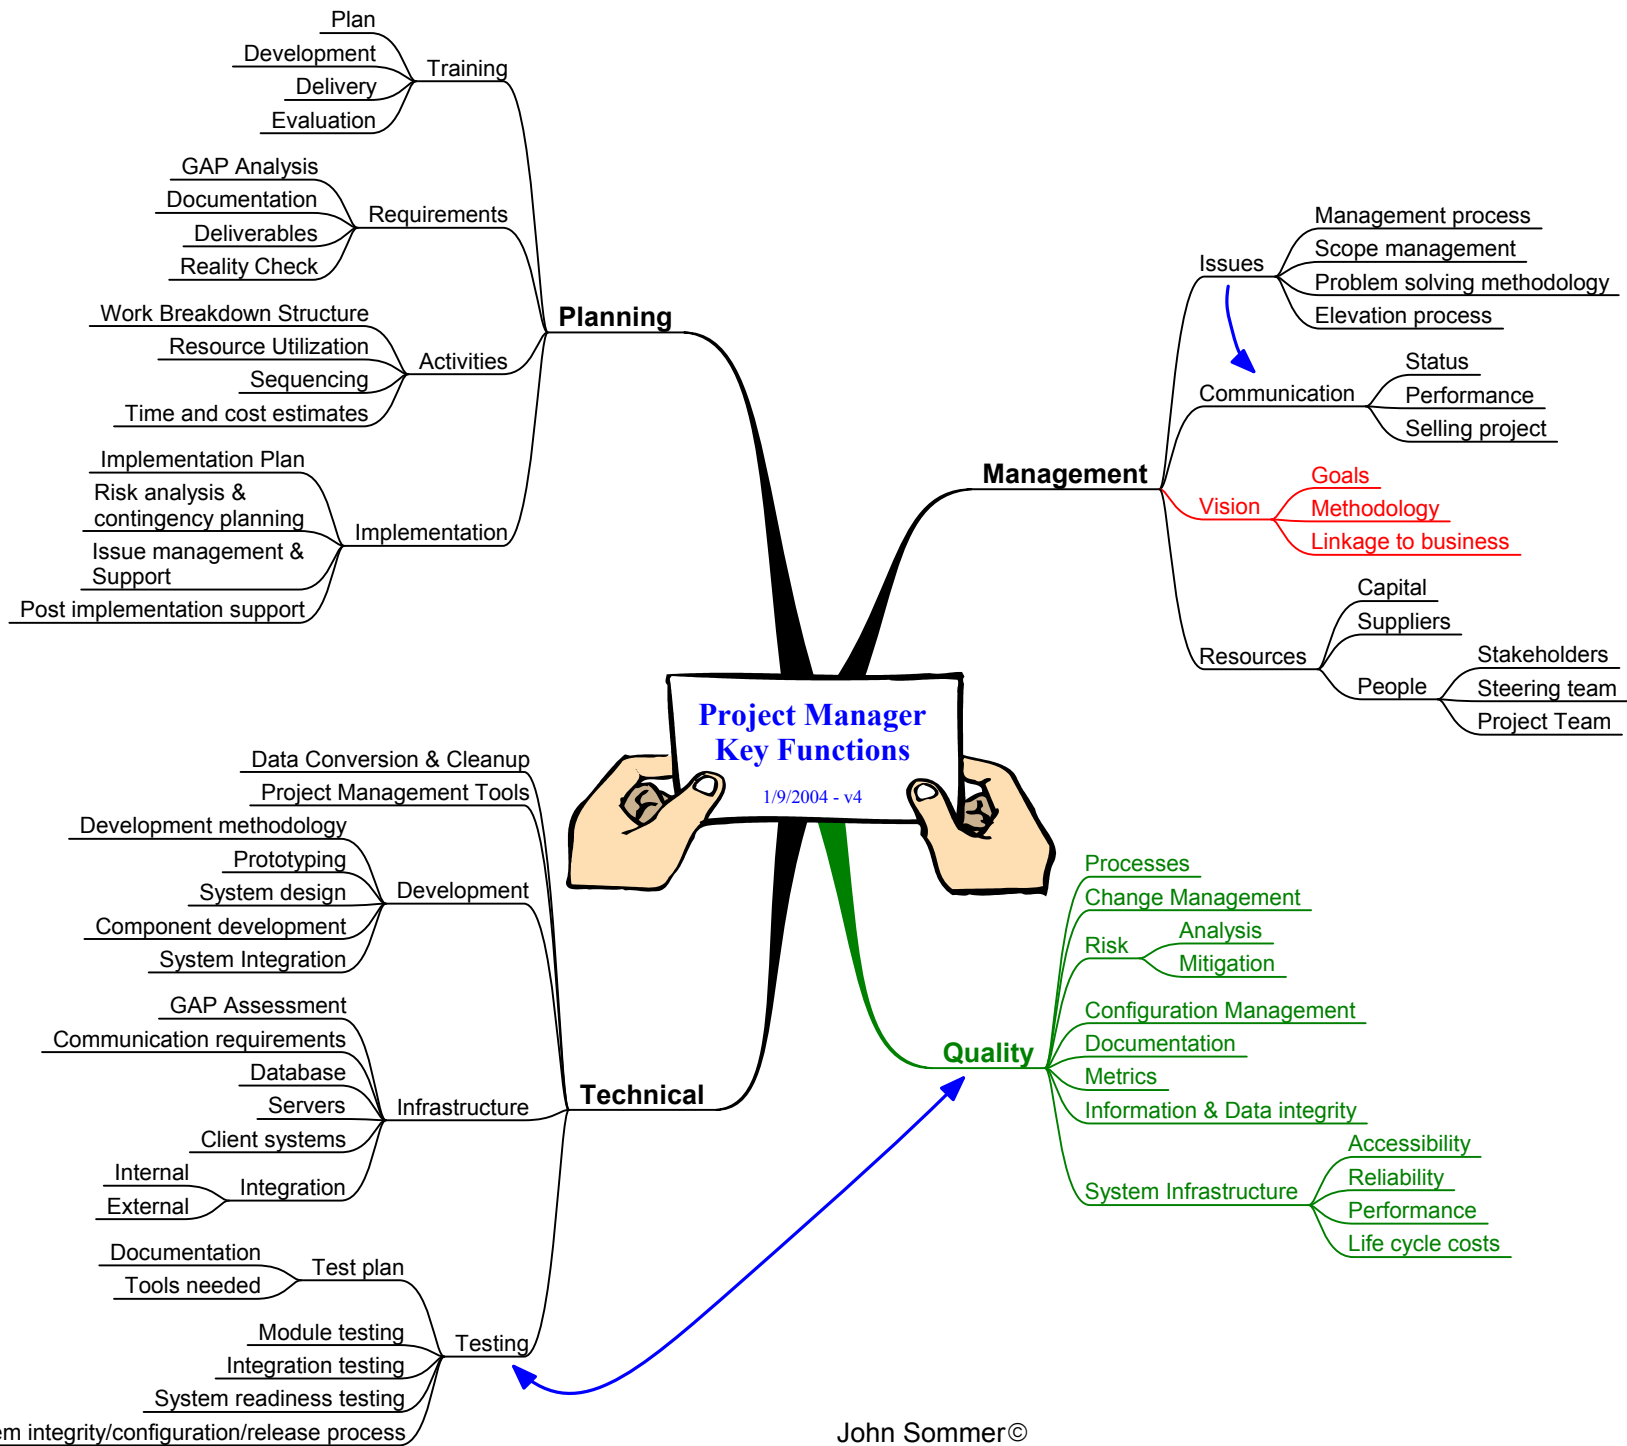 Plan
Development
Delivery
Evaluation
Training
GAP Analysis
Documentation
Deliverables
Reality Check
Requirements
Work Breakdown Structure
Resource Utilization
Sequencing
Time and cost estimates
Activities
Implementation Plan
Risk analysis &
contingency planning
Issue management &
Support
Post implementation support
Implementation
Planning
Management process
Scope management
Problem solving methodology
Elevation process
Issues
Status
Performance
Selling project
Communication
Management
Goals
Methodology
Linkage to business
Vision
Capital
Suppliers
Resources
People
Stakeholders
Steering team
Project Team
Project Manager
Key Functions
1/9/2004 - v4
Data Conversion & Cleanup
Project Management Tools
Development methodology
Prototyping
System design
Component development
System Integration
Development
GAP Assessment
Communication requirements
Database
Servers
Client systems
Internal
External
Integration
Infrastructure
Technical
Documentation
Tools needed
Test plan
Module testing
Integration testing
System readiness testing
integrity/configuration/release process
Testing
Processes
Change Management
Risk
Analysis
Mitigation
Configuration Management
Quality
Documentation
Metrics
Information & Data integrity
System Infrastructure
Accessibility
Reliability
Performance
Life cycle costs
John Sommer©